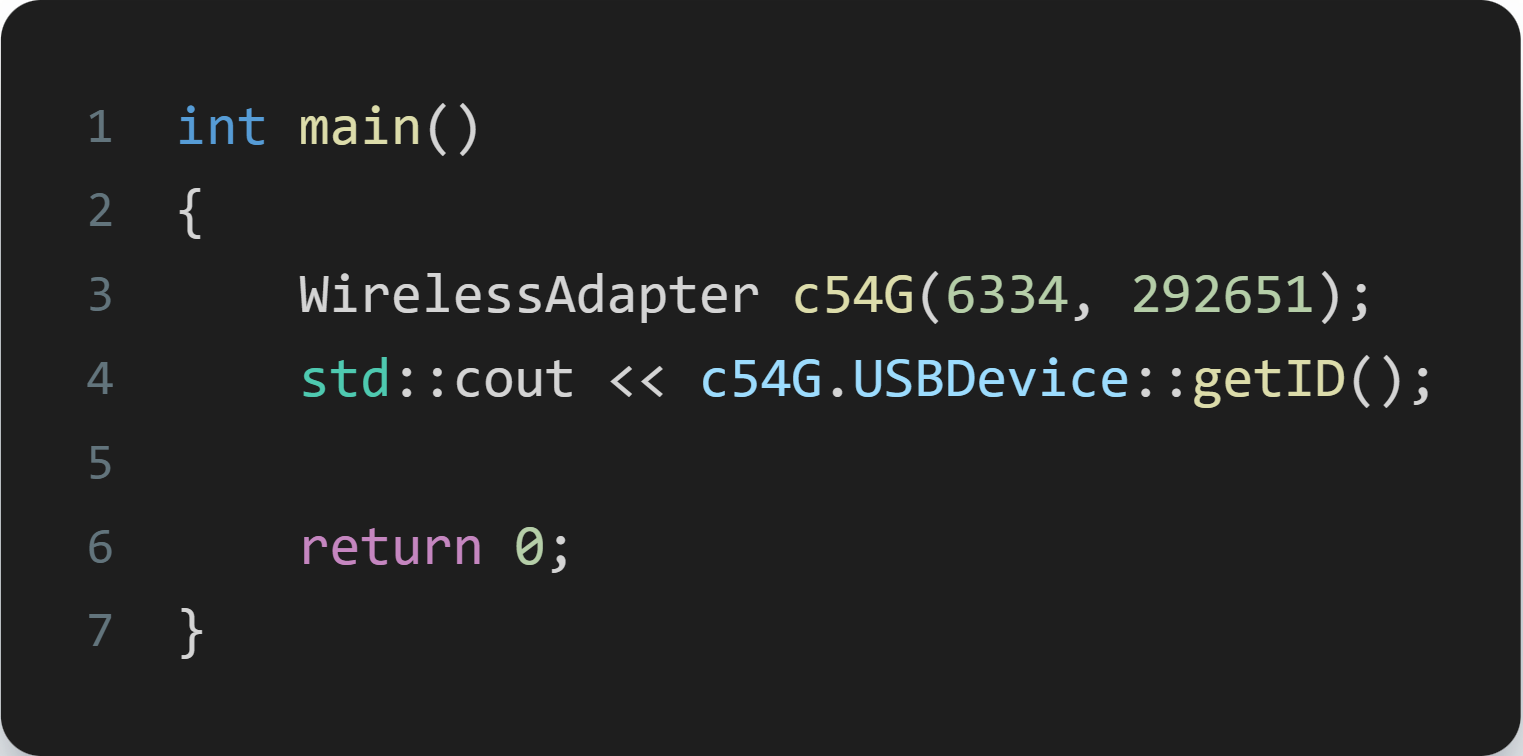 1 int main()
2 {
3     WirelessAdapter c54G(6334, 292651);
4     std::cout << c54G.USBDevice::getID();
5
6     return 0;
7 }